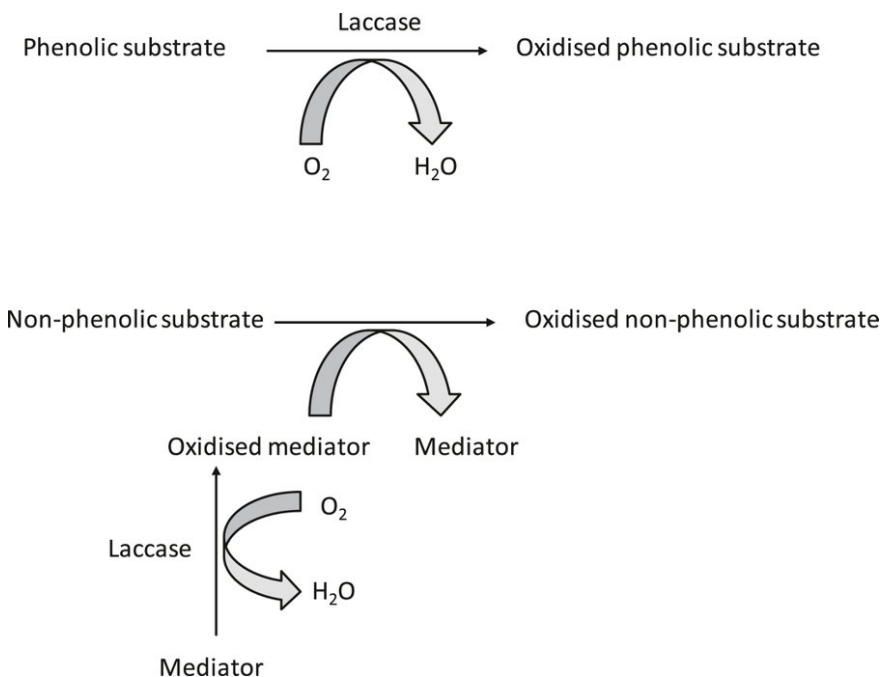 Laccase
Phenolic substrate Oxidised phenolic substrate
O₂ H₂O
Non-phenolic substrate Oxidised non-phenolic substrate
Oxidised mediator Mediator
O₂
Laccase
H₂O
Mediator